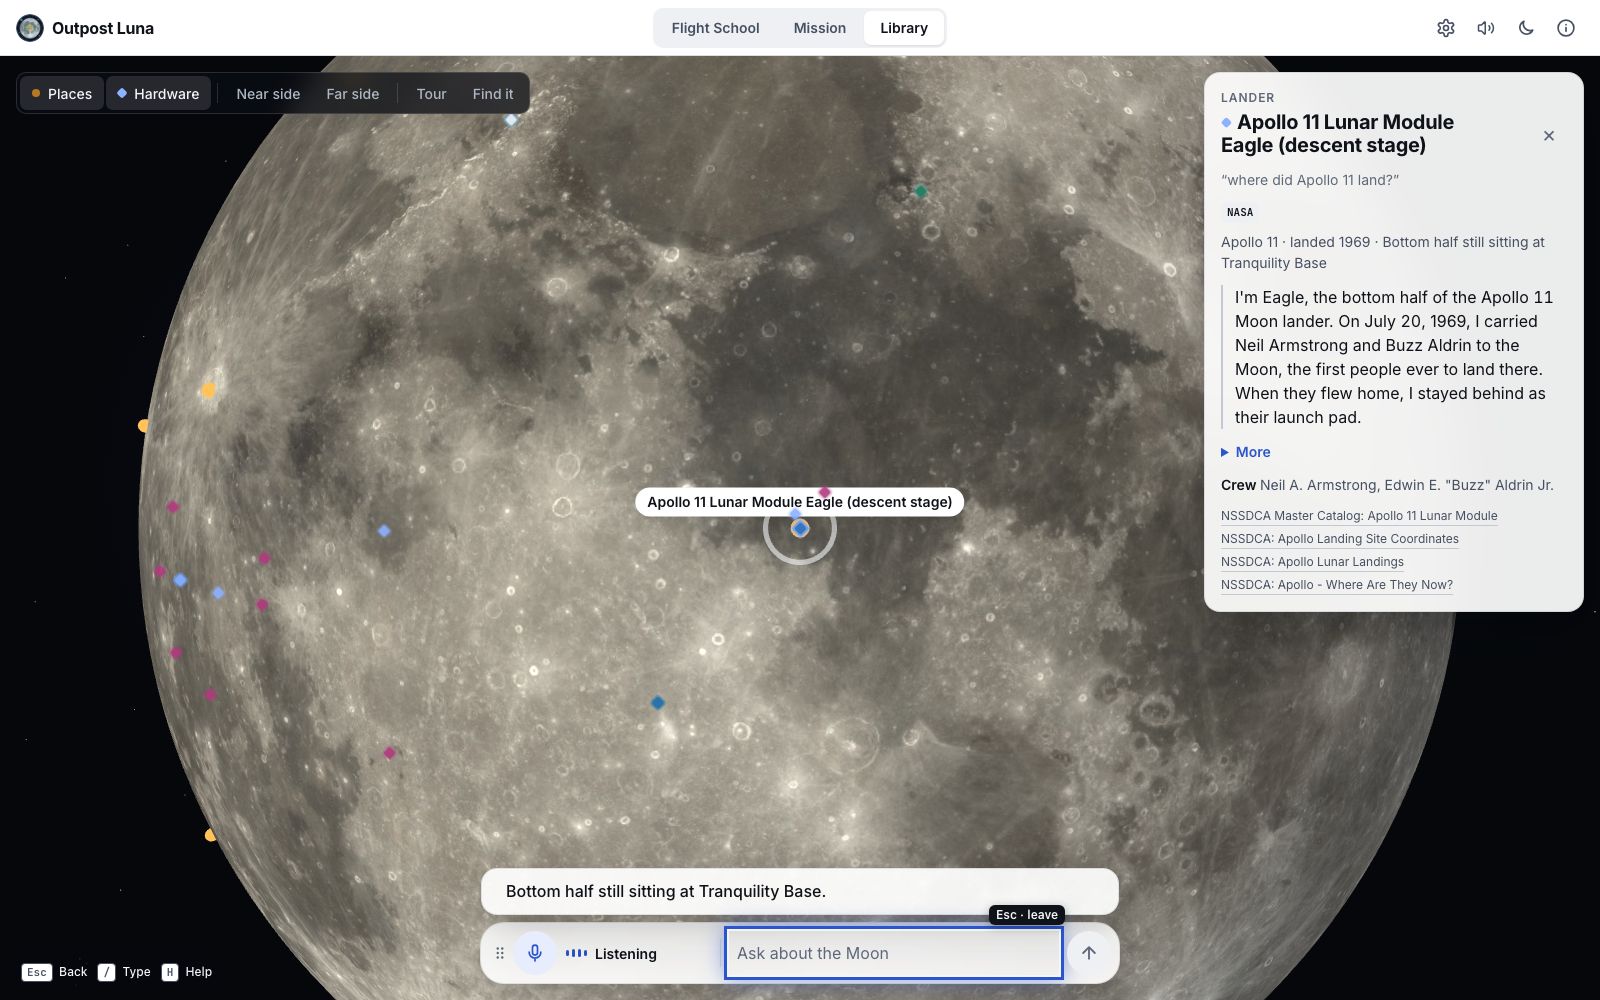 Outpost Luna
Flight School
Mission
Library
Places
Hardware
Near side
Far side
Tour
Find it
LANDER
Apollo 11 Lunar Module
Eagle (descent stage)
“where did Apollo 11 land?”
NASA
Apollo 11 · landed 1969 · Bottom half still sitting at
Tranquility Base
I'm Eagle, the bottom half of the Apollo 11
Moon lander. On July 20, 1969, I carried
Neil Armstrong and Buzz Aldrin to the
Moon, the first people ever to land there.
When they flew home, I stayed behind as
their launch pad.
More
Crew Neil A. Armstrong, Edwin E. "Buzz" Aldrin Jr.
NSSDCA Master Catalog: Apollo 11 Lunar Module
NSSDCA: Apollo Landing Site Coordinates
NSSDCA: Apollo Lunar Landings
NSSDCA: Apollo - Where Are They Now?
Apollo 11 Lunar Module Eagle (descent stage)
Bottom half still sitting at Tranquility Base.
Esc · leave
Listening
Ask about the Moon
Esc Back / Type H Help